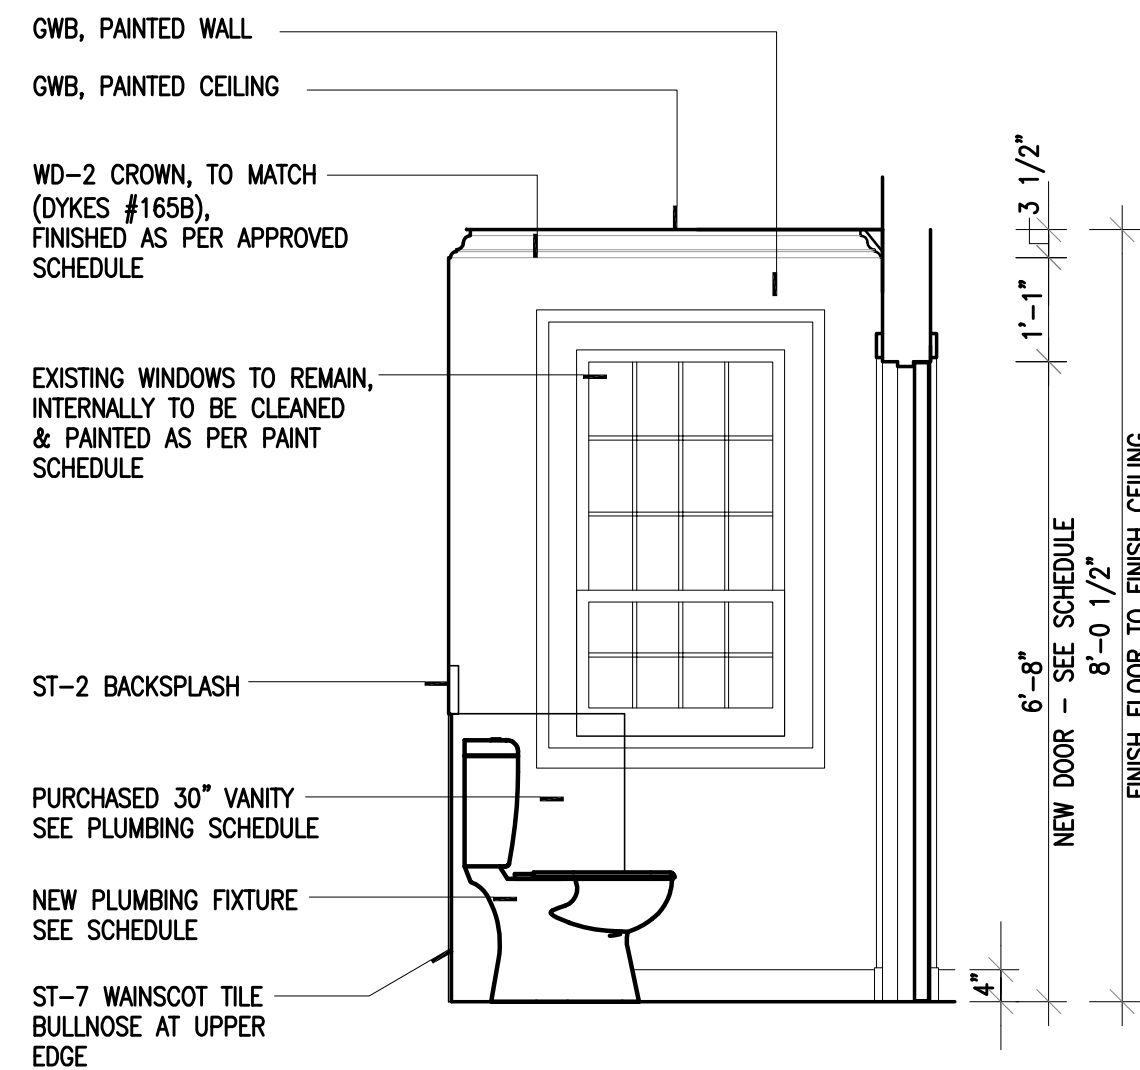 GWB, PAINTED WALL
GWB, PAINTED CEILING
WD-2 CROWN, TO MATCH
(DYKES #165B),
FINISHED AS PER APPROVED
SCHEDULE
EXISTING WINDOWS TO REMAIN,
INTERNALLY TO BE CLEANED
& PAINTED AS PER PAINT
SCHEDULE
ST-2 BACKSPLASH
PURCHASED 30" VANITY
SEE PLUMBING SCHEDULE
NEW PLUMBING FIXTURE
SEE SCHEDULE
ST-7 WAINSCOT TILE
BULLNOSE AT UPPER
EDGE
3 1/2"
1'-1"
6'-8"
NEW DOOR - SEE SCHEDULE
8'-0 1/2"
FINISH FLOOR TO FINISH CEILING
4"